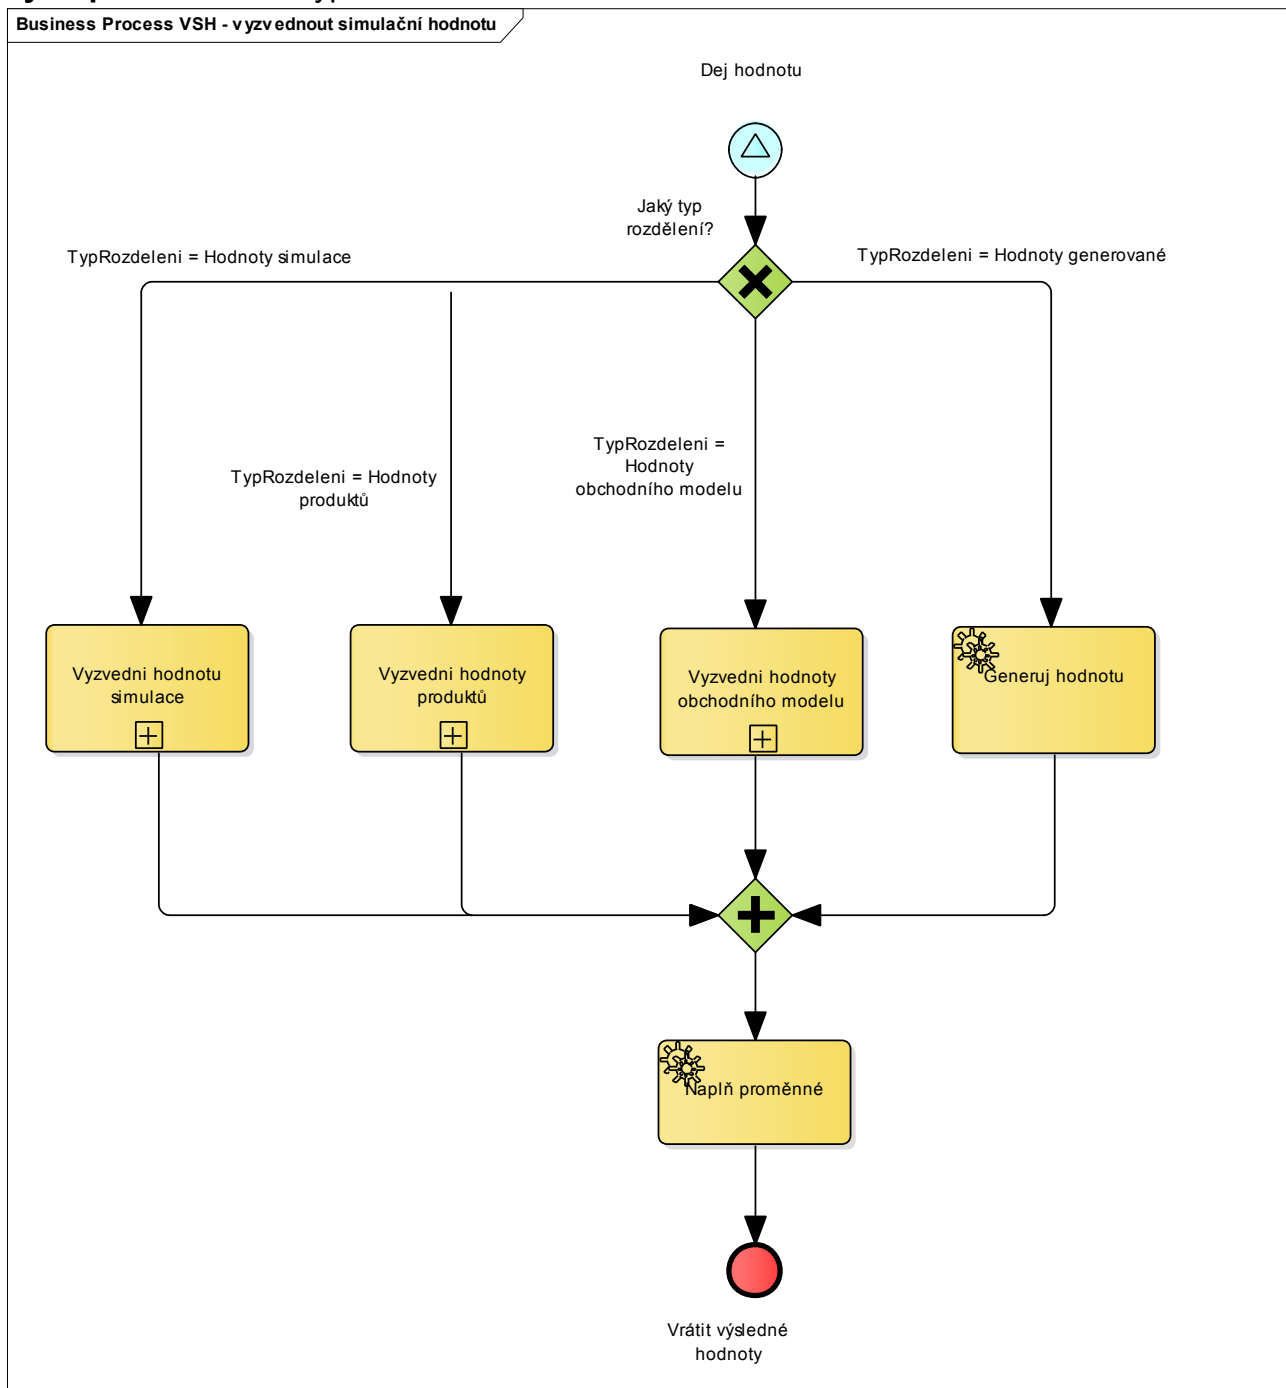 Business Process VSH - vyzvednout simulační hodnotu
Dej hodnotu
Jaký typ
rozdělení?
TypRozdeleni = Hodnoty simulace
TypRozdeleni = Hodnoty generované
TypRozdeleni =
Hodnoty
obchodního modelu
TypRozdeleni = Hodnoty
produktů
Vyzvedni hodnotu
simulace
Vyzvedni hodnoty
produktů
Vyzvedni hodnoty
obchodního modelu
Generuj hodnotu
Naplň proměnné
Vrátit výsledné
hodnoty